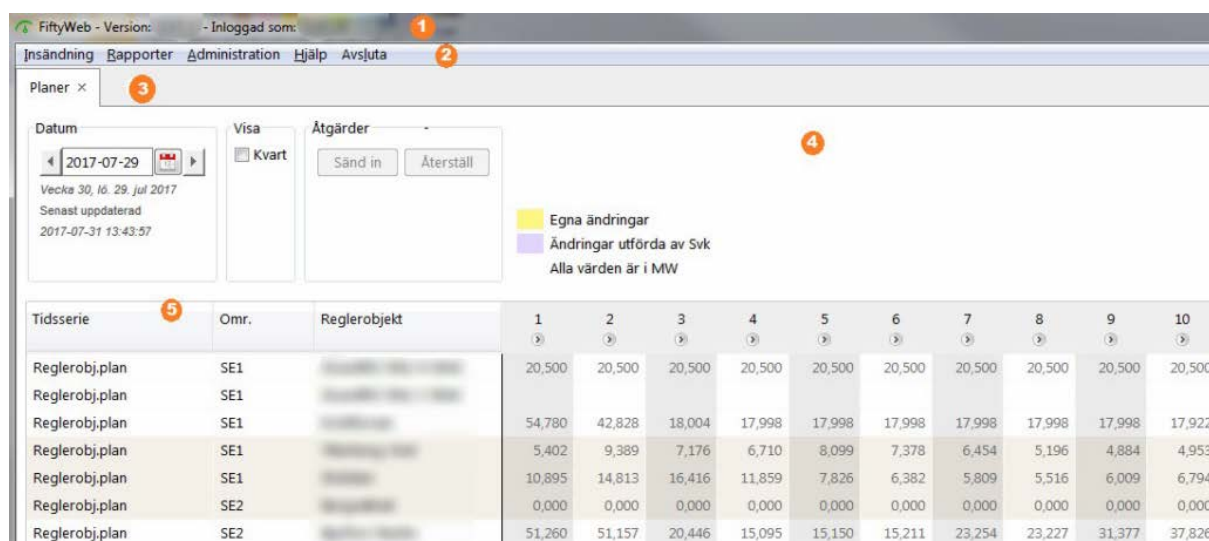 FiftyWeb - Version: - Inloggad som: 1
Insändning Rapporter Administration Hjälp Avsluta 2
Planer × 3
Datum Visa Åtgärder - 4
2017-07-29 Kvart Sänd in Återställ
Vecka 30, lö. 29. jul 2017
Senast uppdaterad
2017-07-31 13:43:57
Egna ändringar
Ändringar utförda av Svk
Alla värden är i MW
Tidsserie 5 Omr. Reglerobjekt 1 2 3 4 5 6 7 8 9 10
Reglerobj.plan SE1 20,500 20,500 20,500 20,500 20,500 20,500 20,500 20,500 20,500 20,500
Reglerobj.plan SE1
Reglerobj.plan SE1 54,780 42,828 18,004 17,998 17,998 17,998 17,998 17,998 17,998 17,922
Reglerobj.plan SE1 5,402 9,389 7,176 6,710 8,099 7,378 6,454 5,196 4,884 4,953
Reglerobj.plan SE1 10,895 14,813 16,416 11,859 7,826 6,382 5,809 5,516 6,009 6,794
Reglerobj.plan SE2 0,000 0,000 0,000 0,000 0,000 0,000 0,000 0,000 0,000 0,000
Reglerobj.plan SE2 51,260 51,157 20,446 15,095 15,150 15,211 23,254 23,227 31,377 37,826